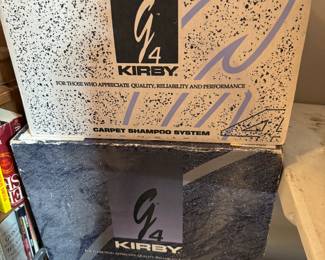 g4
KIRBY.
FOR THOSE WHO APPRECIATE QUALITY, RELIABILITY AND PERFORMANCE
CARPET SHAMPOO SYSTEM
g4
KIRBY